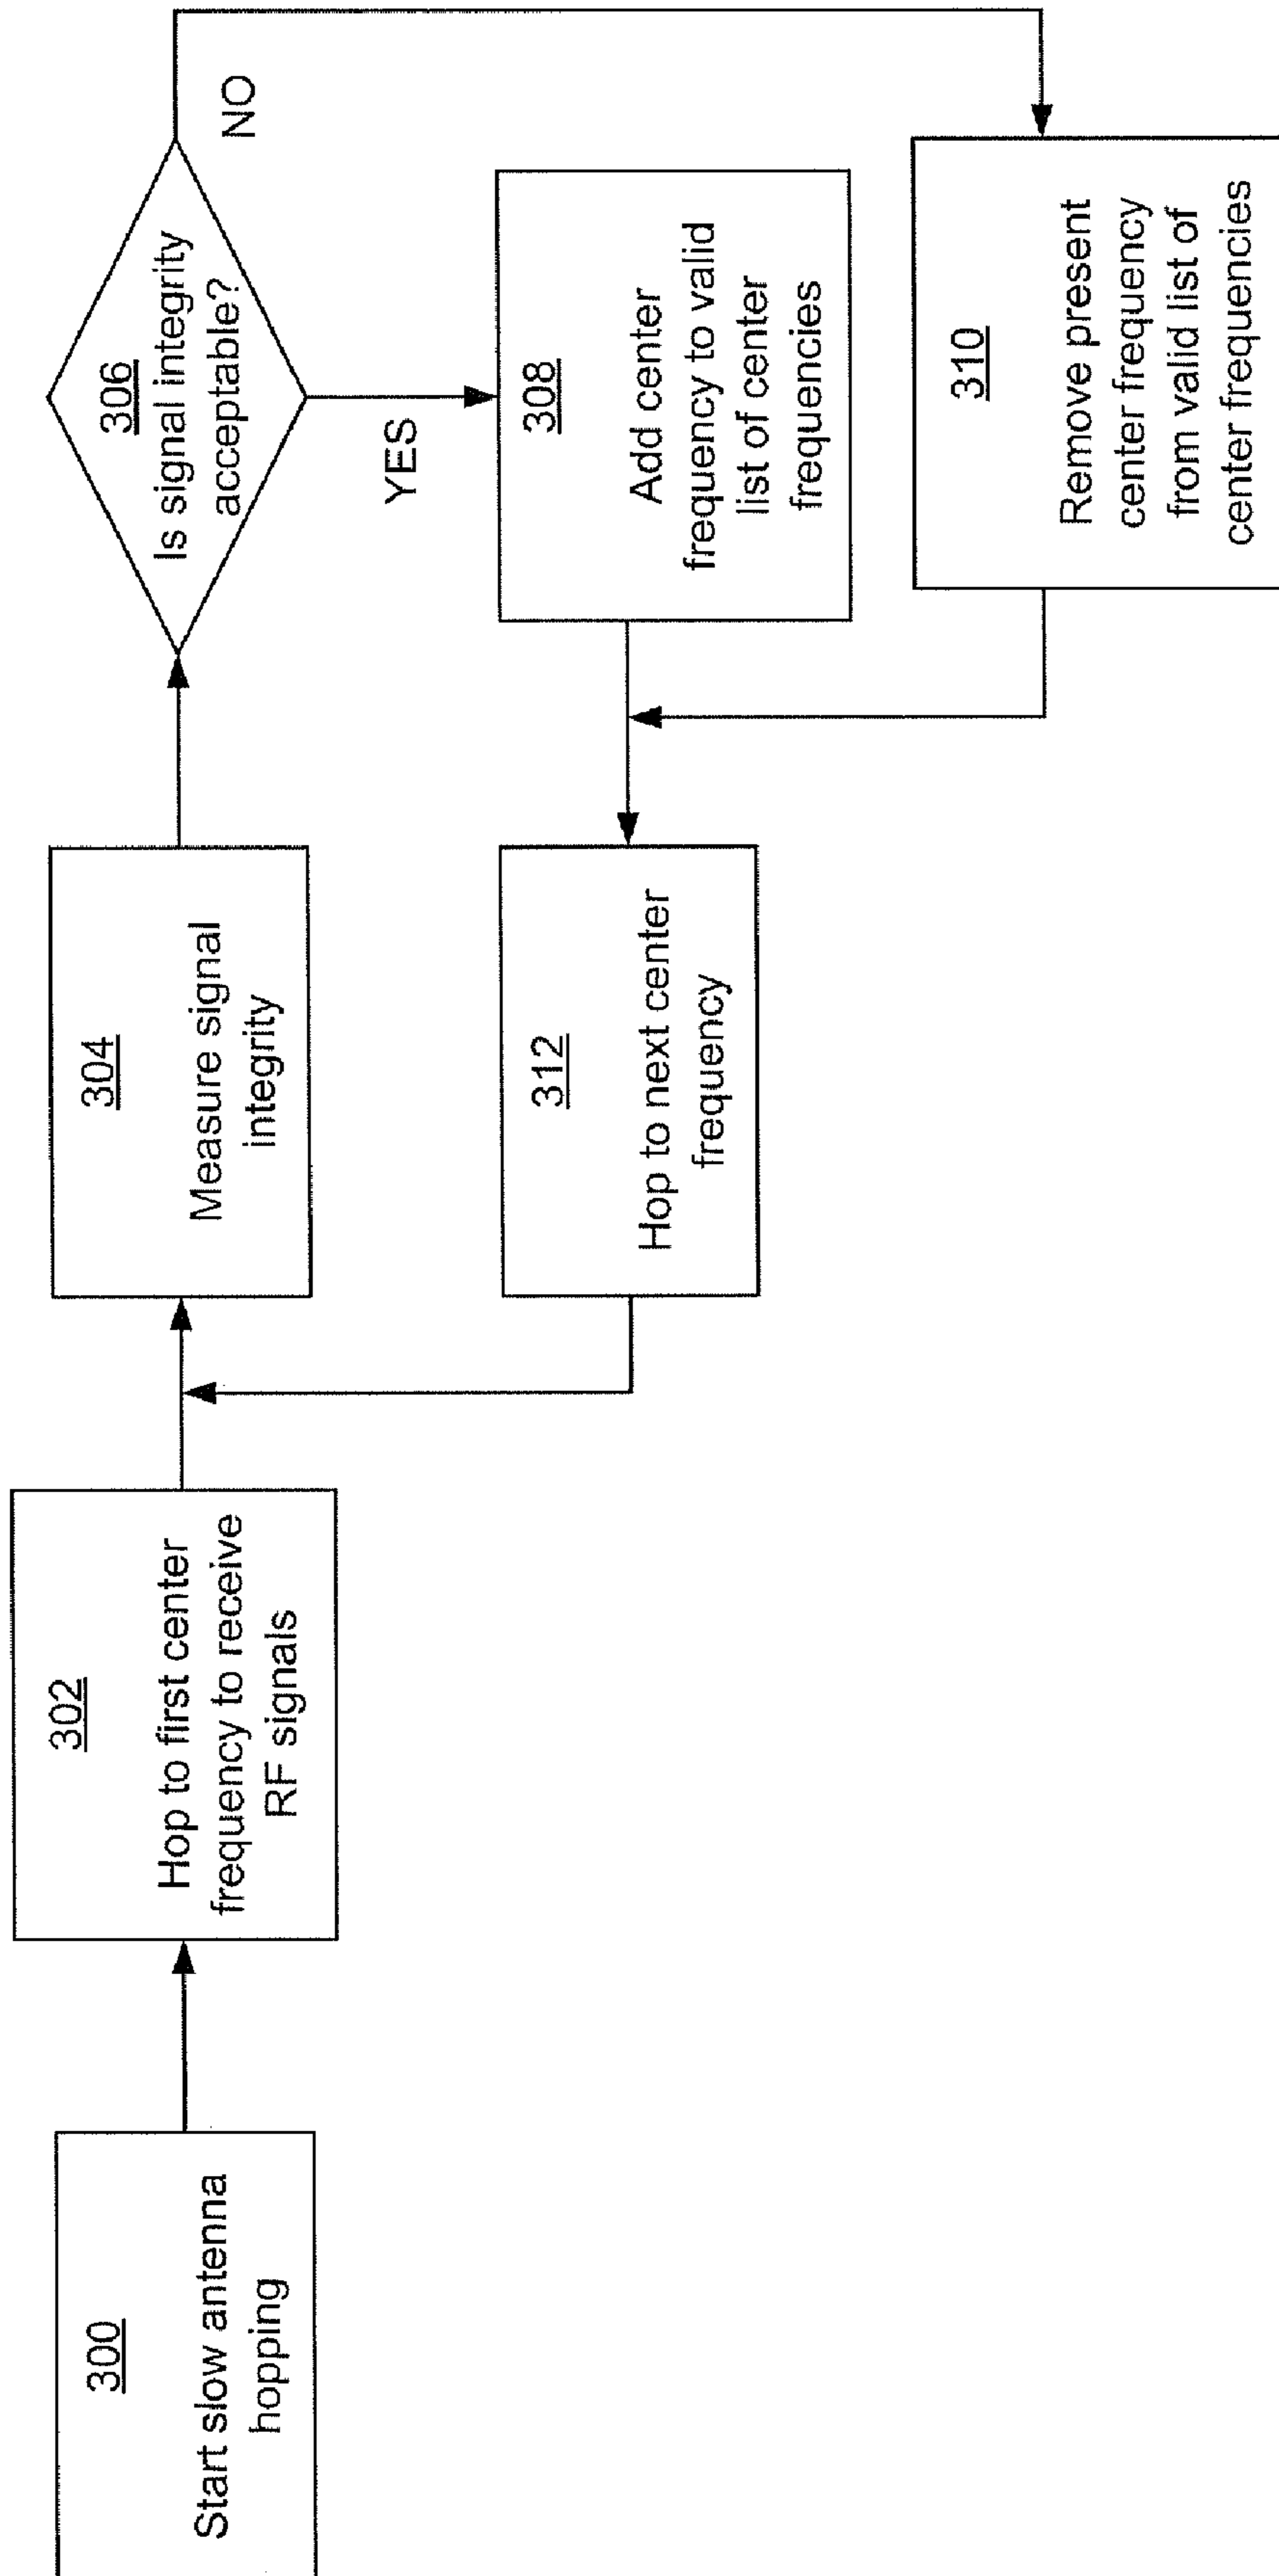 300
Start slow antenna
hopping
302
Hop to first center
frequency to receive
RF signals
304
Measure signal
integrity
306
Is signal integrity
acceptable?
NO
YES
308
Add center
frequency to valid
list of center
frequencies
310
Remove present
center frequency
from valid list of
center frequencies
312
Hop to next center
frequency